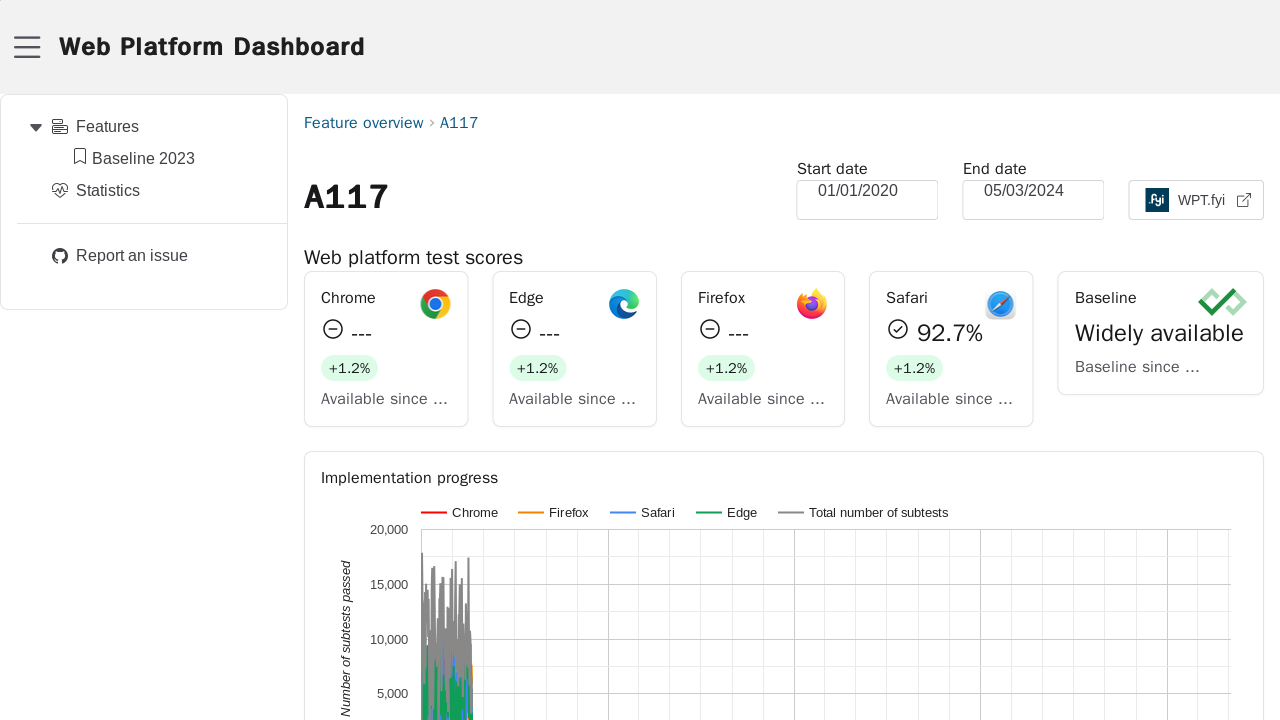 Web Platform Dashboard
Features
Baseline 2023
Statistics
Report an issue
Feature overview › A117
A117
Start date
01/01/2020
End date
05/03/2024
.fyi
WPT.fyi
Web platform test scores
Chrome
---
+1.2%
Available since ...
Edge
---
+1.2%
Available since ...
Firefox
---
+1.2%
Available since ...
Safari
92.7%
+1.2%
Available since ...
Baseline
Widely available
Baseline since ...
Implementation progress
Chrome
Firefox
Safari
Edge
Total number of subtests
Number of subtests passed
20,000
15,000
10,000
5,000